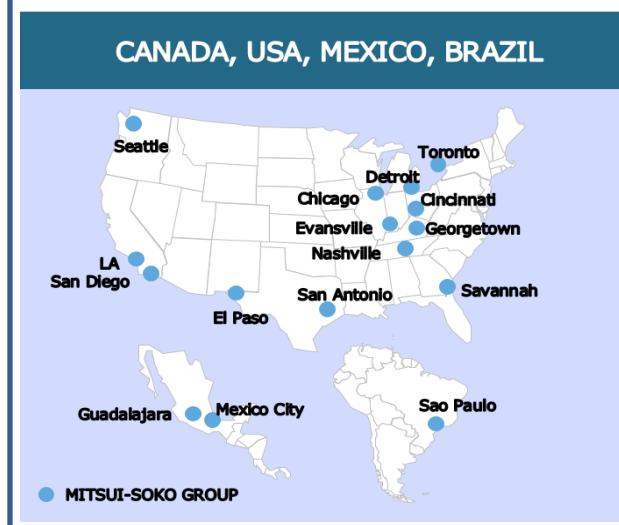 CANADA, USA, MEXICO, BRAZIL
Seattle
Toronto
Detroit
Chicago
Cincinnati
Evansville
Georgetown
Nashville
LA
San Diego
San Antonio
Savannah
El Paso
Guadalajara
Mexico City
Sao Paulo
MITSUI-SOKO GROUP